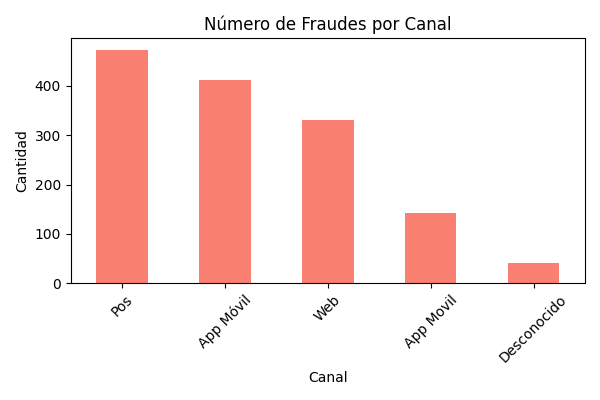 Número de Fraudes por Canal
Cantidad
400
300
200
100
0
Pos
App Móvil
Web
App Movil
Desconocido
Canal